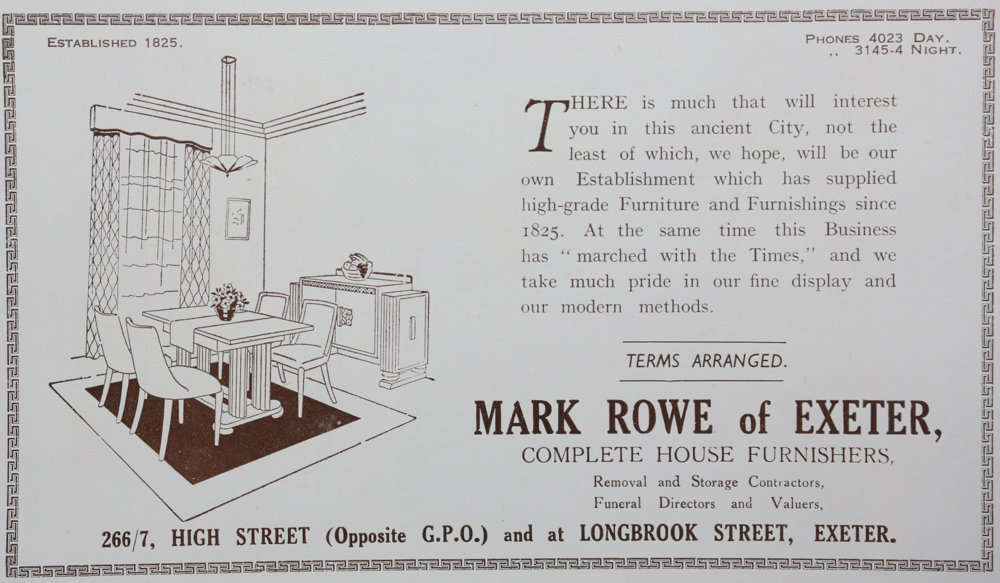 ESTABLISHED 1825.
PHONES 4023 DAY.
,, 3145-4 NIGHT.
THERE is much that will interest
you in this ancient City, not the
least of which, we hope, will be our
own Establishment which has supplied
high-grade Furniture and Furnishings since
1825. At the same time this Business
has “ marched with the Times,” and we
take much pride in our fine display and
our modern methods.
TERMS ARRANGED.
MARK ROWE of EXETER,
COMPLETE HOUSE FURNISHERS,
Removal and Storage Contractors,
Funeral Directors and Valuers,
266/7, HIGH STREET (Opposite G.P.O.) and at LONGBROOK STREET, EXETER.